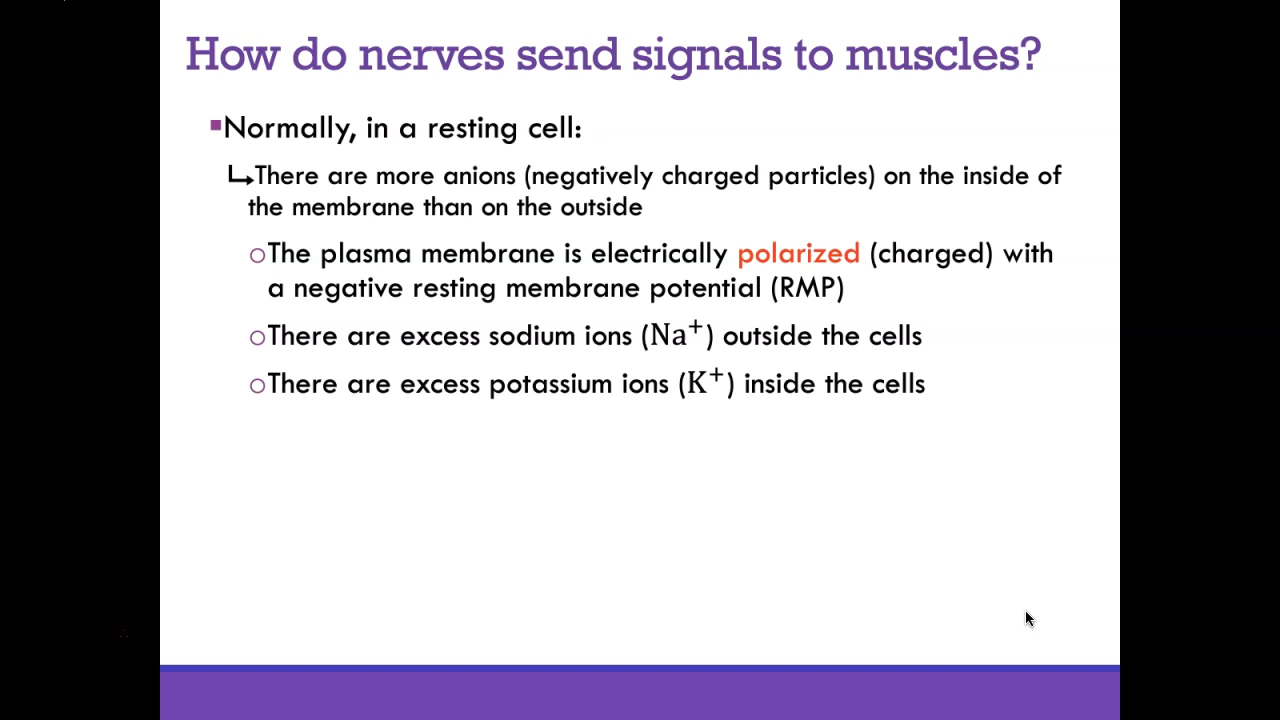 How do nerves send signals to muscles?
▪Normally, in a resting cell:
↳There are more anions (negatively charged particles) on the inside of
the membrane than on the outside
○The plasma membrane is electrically polarized (charged) with
a negative resting membrane potential (RMP)
○There are excess sodium ions (Na⁺) outside the cells
○There are excess potassium ions (K⁺) inside the cells